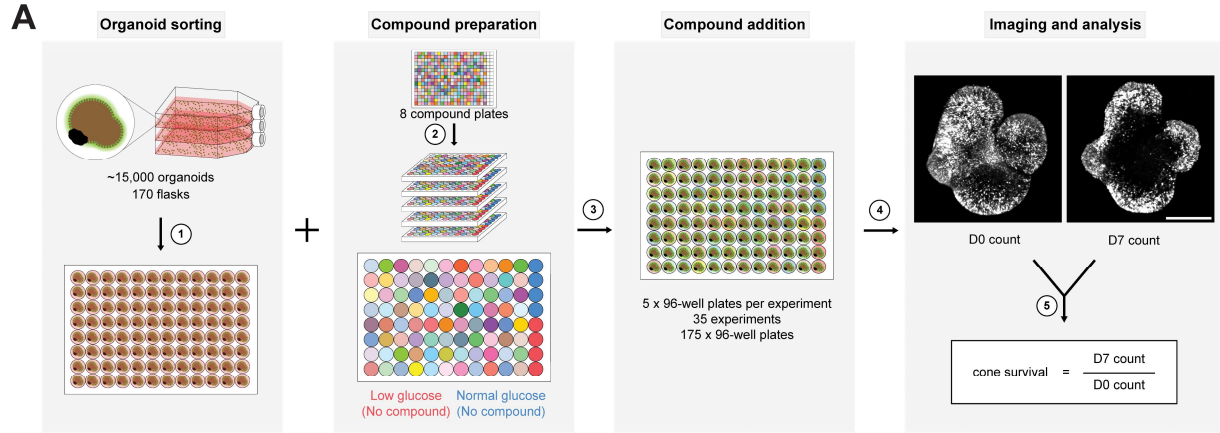 A
Organoid sorting
Compound preparation
Compound addition
Imaging and analysis
~15,000 organoids
170 flasks
1
+
8 compound plates
2
Low glucose
(No compound)
Normal glucose
(No compound)
3
5 x 96-well plates per experiment
35 experiments
175 x 96-well plates
4
D0 count
D7 count
5
cone survival = D7 count
D0 count